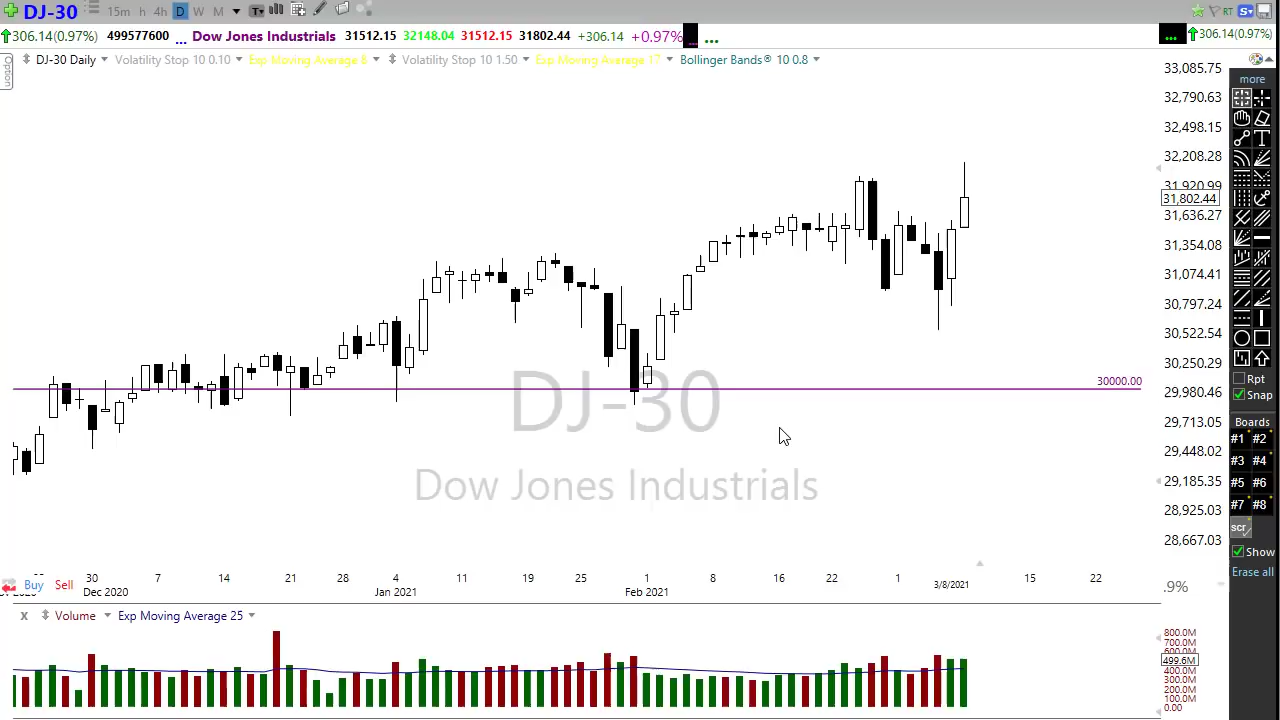 DJ-30 15m h 4h D W M T RT S
306.14(0.97%) 499577600 ... Dow Jones Industrials 31512.15 32148.04 31512.15 31802.44 +306.14 +0.97% ... ... ... 306.14(0.97%)
Option DJ-30 Daily Volatility Stop 10 0.10 Exp Moving Average 8 Volatility Stop 10 1.50 Exp Moving Average 17 Bollinger Bands® 10 0.8
33,085.75
32,790.63
32,498.15
32,208.28
31,920.99
31,802.44
31,636.27
31,354.08
31,074.41
30,797.24
30,522.54
30,250.29
30000.00
29,980.46
29,713.05
29,448.02
29,185.35
28,925.03
28,667.03
DJ-30
Dow Jones Industrials
more
T
Rpt
Snap
Boards
#1 #2
#3 #4
#5 #6
#7 #8
scr
Show
Erase all
Buy Sell
30 7 14 21 28 4 11 19 25 1 8 16 22 1 3/8/2021 15 22
Dec 2020 Jan 2021 Feb 2021
.9%
x Volume Exp Moving Average 25
800.0M
700.0M
499.6M
400.0M
300.0M
200.0M
100.0M
0.00